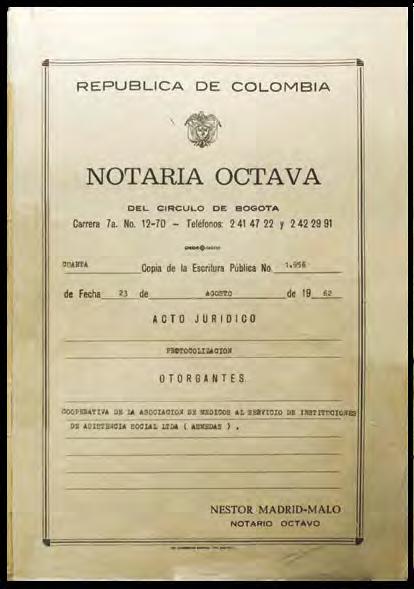 REPUBLICA DE COLOMBIA
NOTARIA OCTAVA
DEL CIRCULO DE BOGOTA
Carrera 7a. No. 12-70 - Teléfonos: 2 41 47 22 y 2 42 29 91
CUARTA Copia de la Escritura Pública No. 1.956
de Fecha 23 de AGOSTO de 19 62
ACTO JURIDICO
PROTOCOLIZACION
OTORGANTES
COOPERATIVA DE LA ASOCIACION DE MEDICOS AL SERVICIO DE INSTITUCIONES
DE ASISTENCIA SOCIAL LTDA ( ASMEDAS ) .
NESTOR MADRID-MALO
NOTARIO OCTAVO